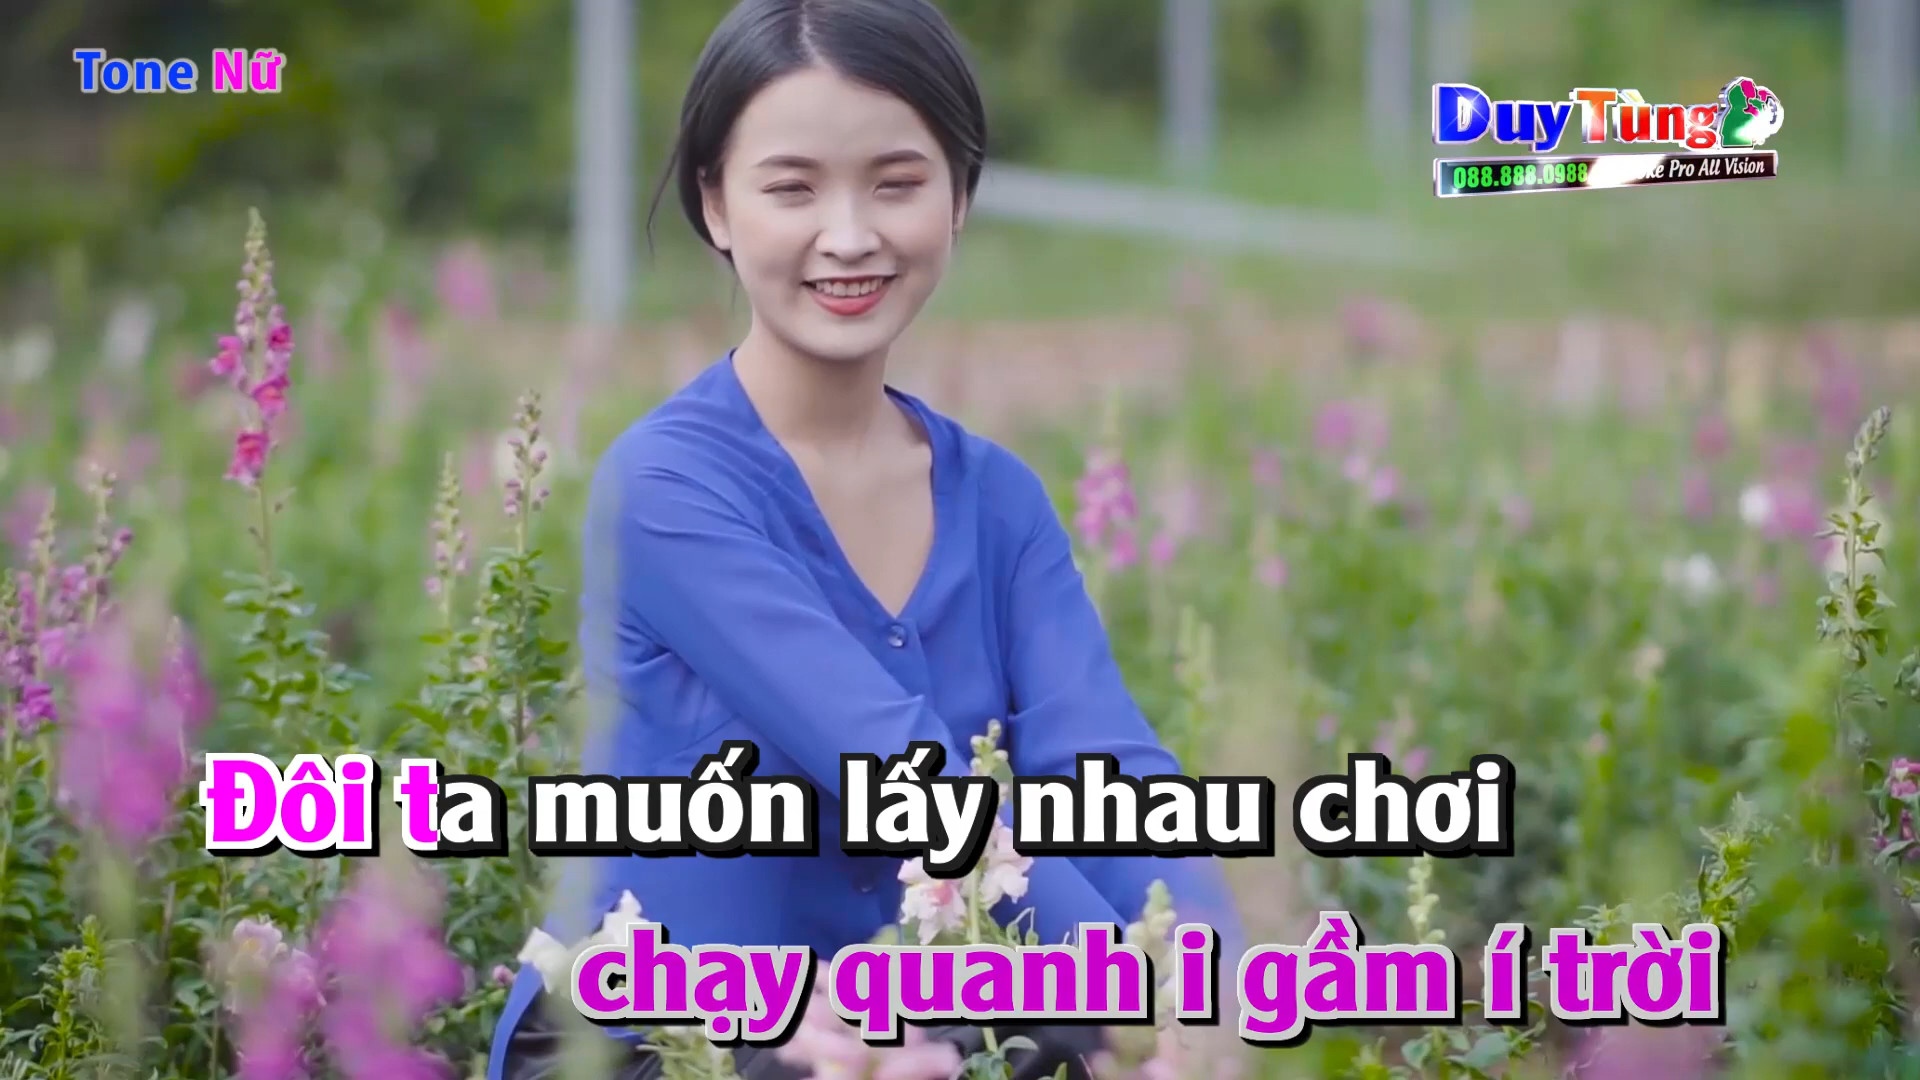 Tone Nữ
Duy Tùng
088.888.0988 Pro All Vision
Đôi ta muốn lấy nhau chơi
chạy quanh i gầm í trời